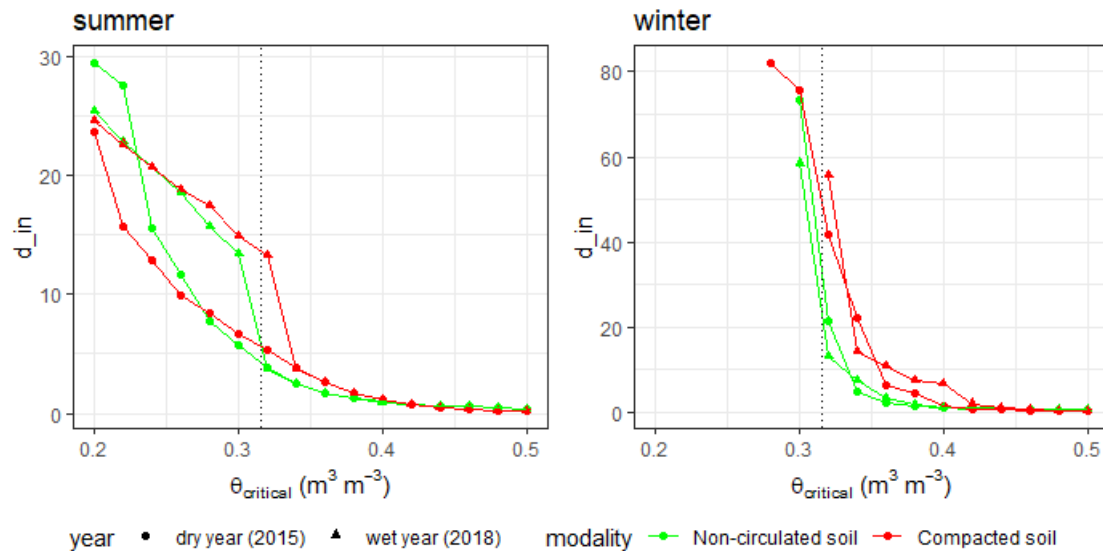 summer
30
20
10
0
d_in
0.2 0.3 0.4 0.5
θcritical (m³ m⁻³)
winter
80
60
40
20
0
d_in
0.2 0.3 0.4 0.5
θcritical (m³ m⁻³)
year dry year (2015) wet year (2018) modality Non-circulated soil Compacted soil